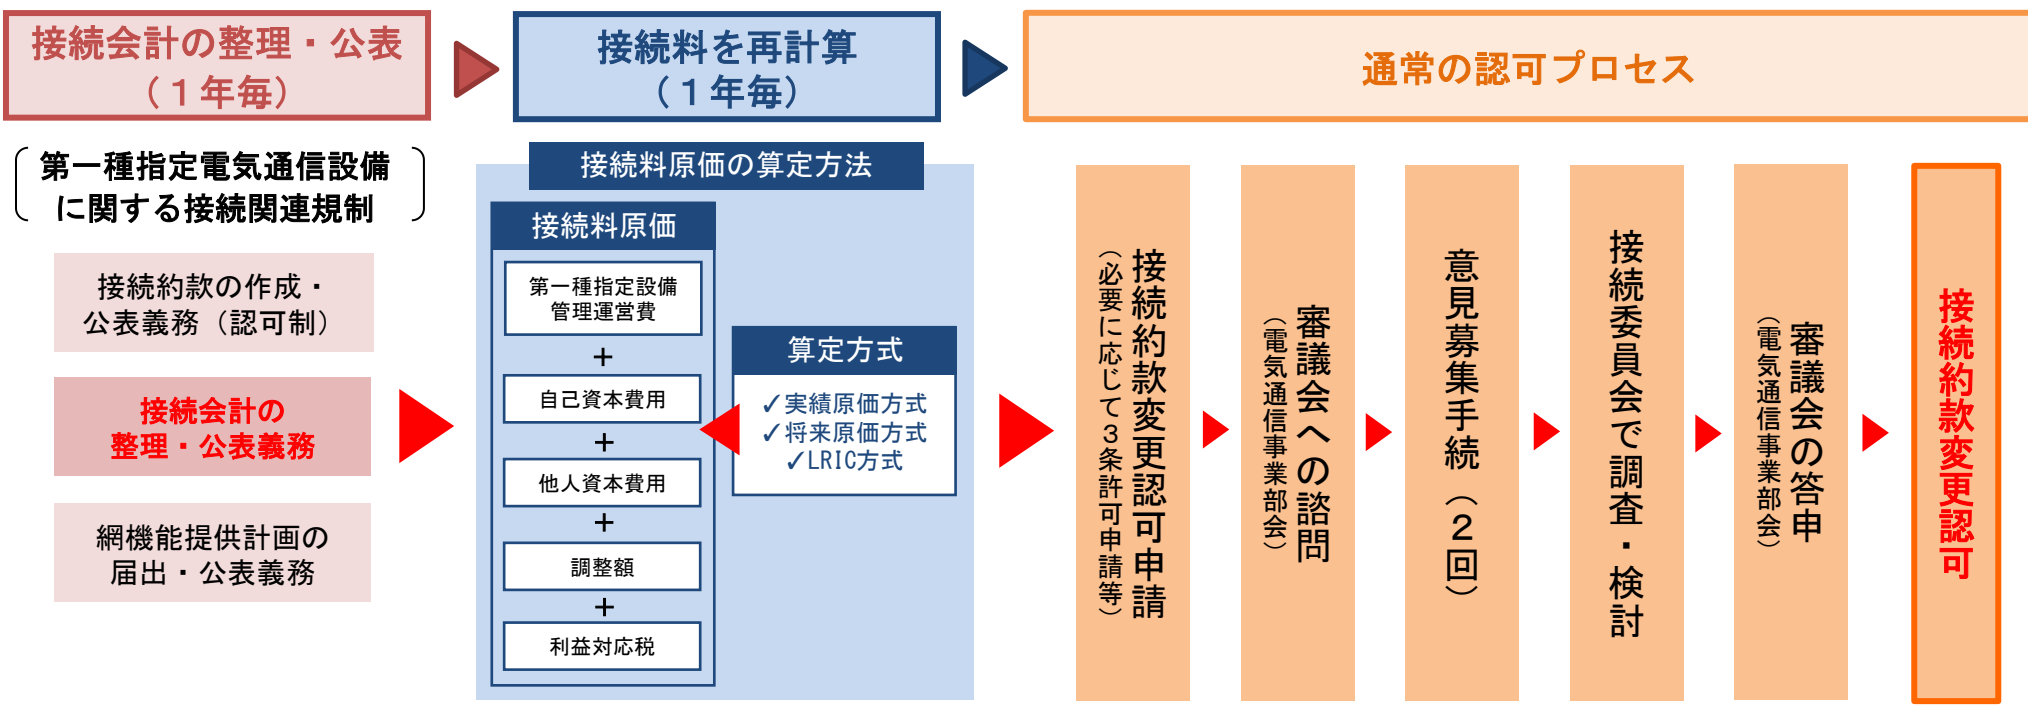 接続会計の整理・公表
（１年毎）
接続料を再計算
（１年毎）
通常の認可プロセス
第一種指定電気通信設備
に関する接続関連規制
接続約款の作成・
公表義務（認可制）
接続会計の
整理・公表義務
網機能提供計画の
届出・公表義務
接続料原価の算定方法
接続料原価
第一種指定設備
管理運営費
＋
自己資本費用
＋
他人資本費用
＋
調整額
＋
利益対応税
算定方式
✓実績原価方式
✓将来原価方式
✓LRIC方式
接続約款変更認可申請
（必要に応じて３条許可申請等）
審議会への諮問
（電気通信事業部会）
意見募集手続（２回）
接続委員会で調査・検討
審議会の答申
（電気通信事業部会）
接続約款変更認可